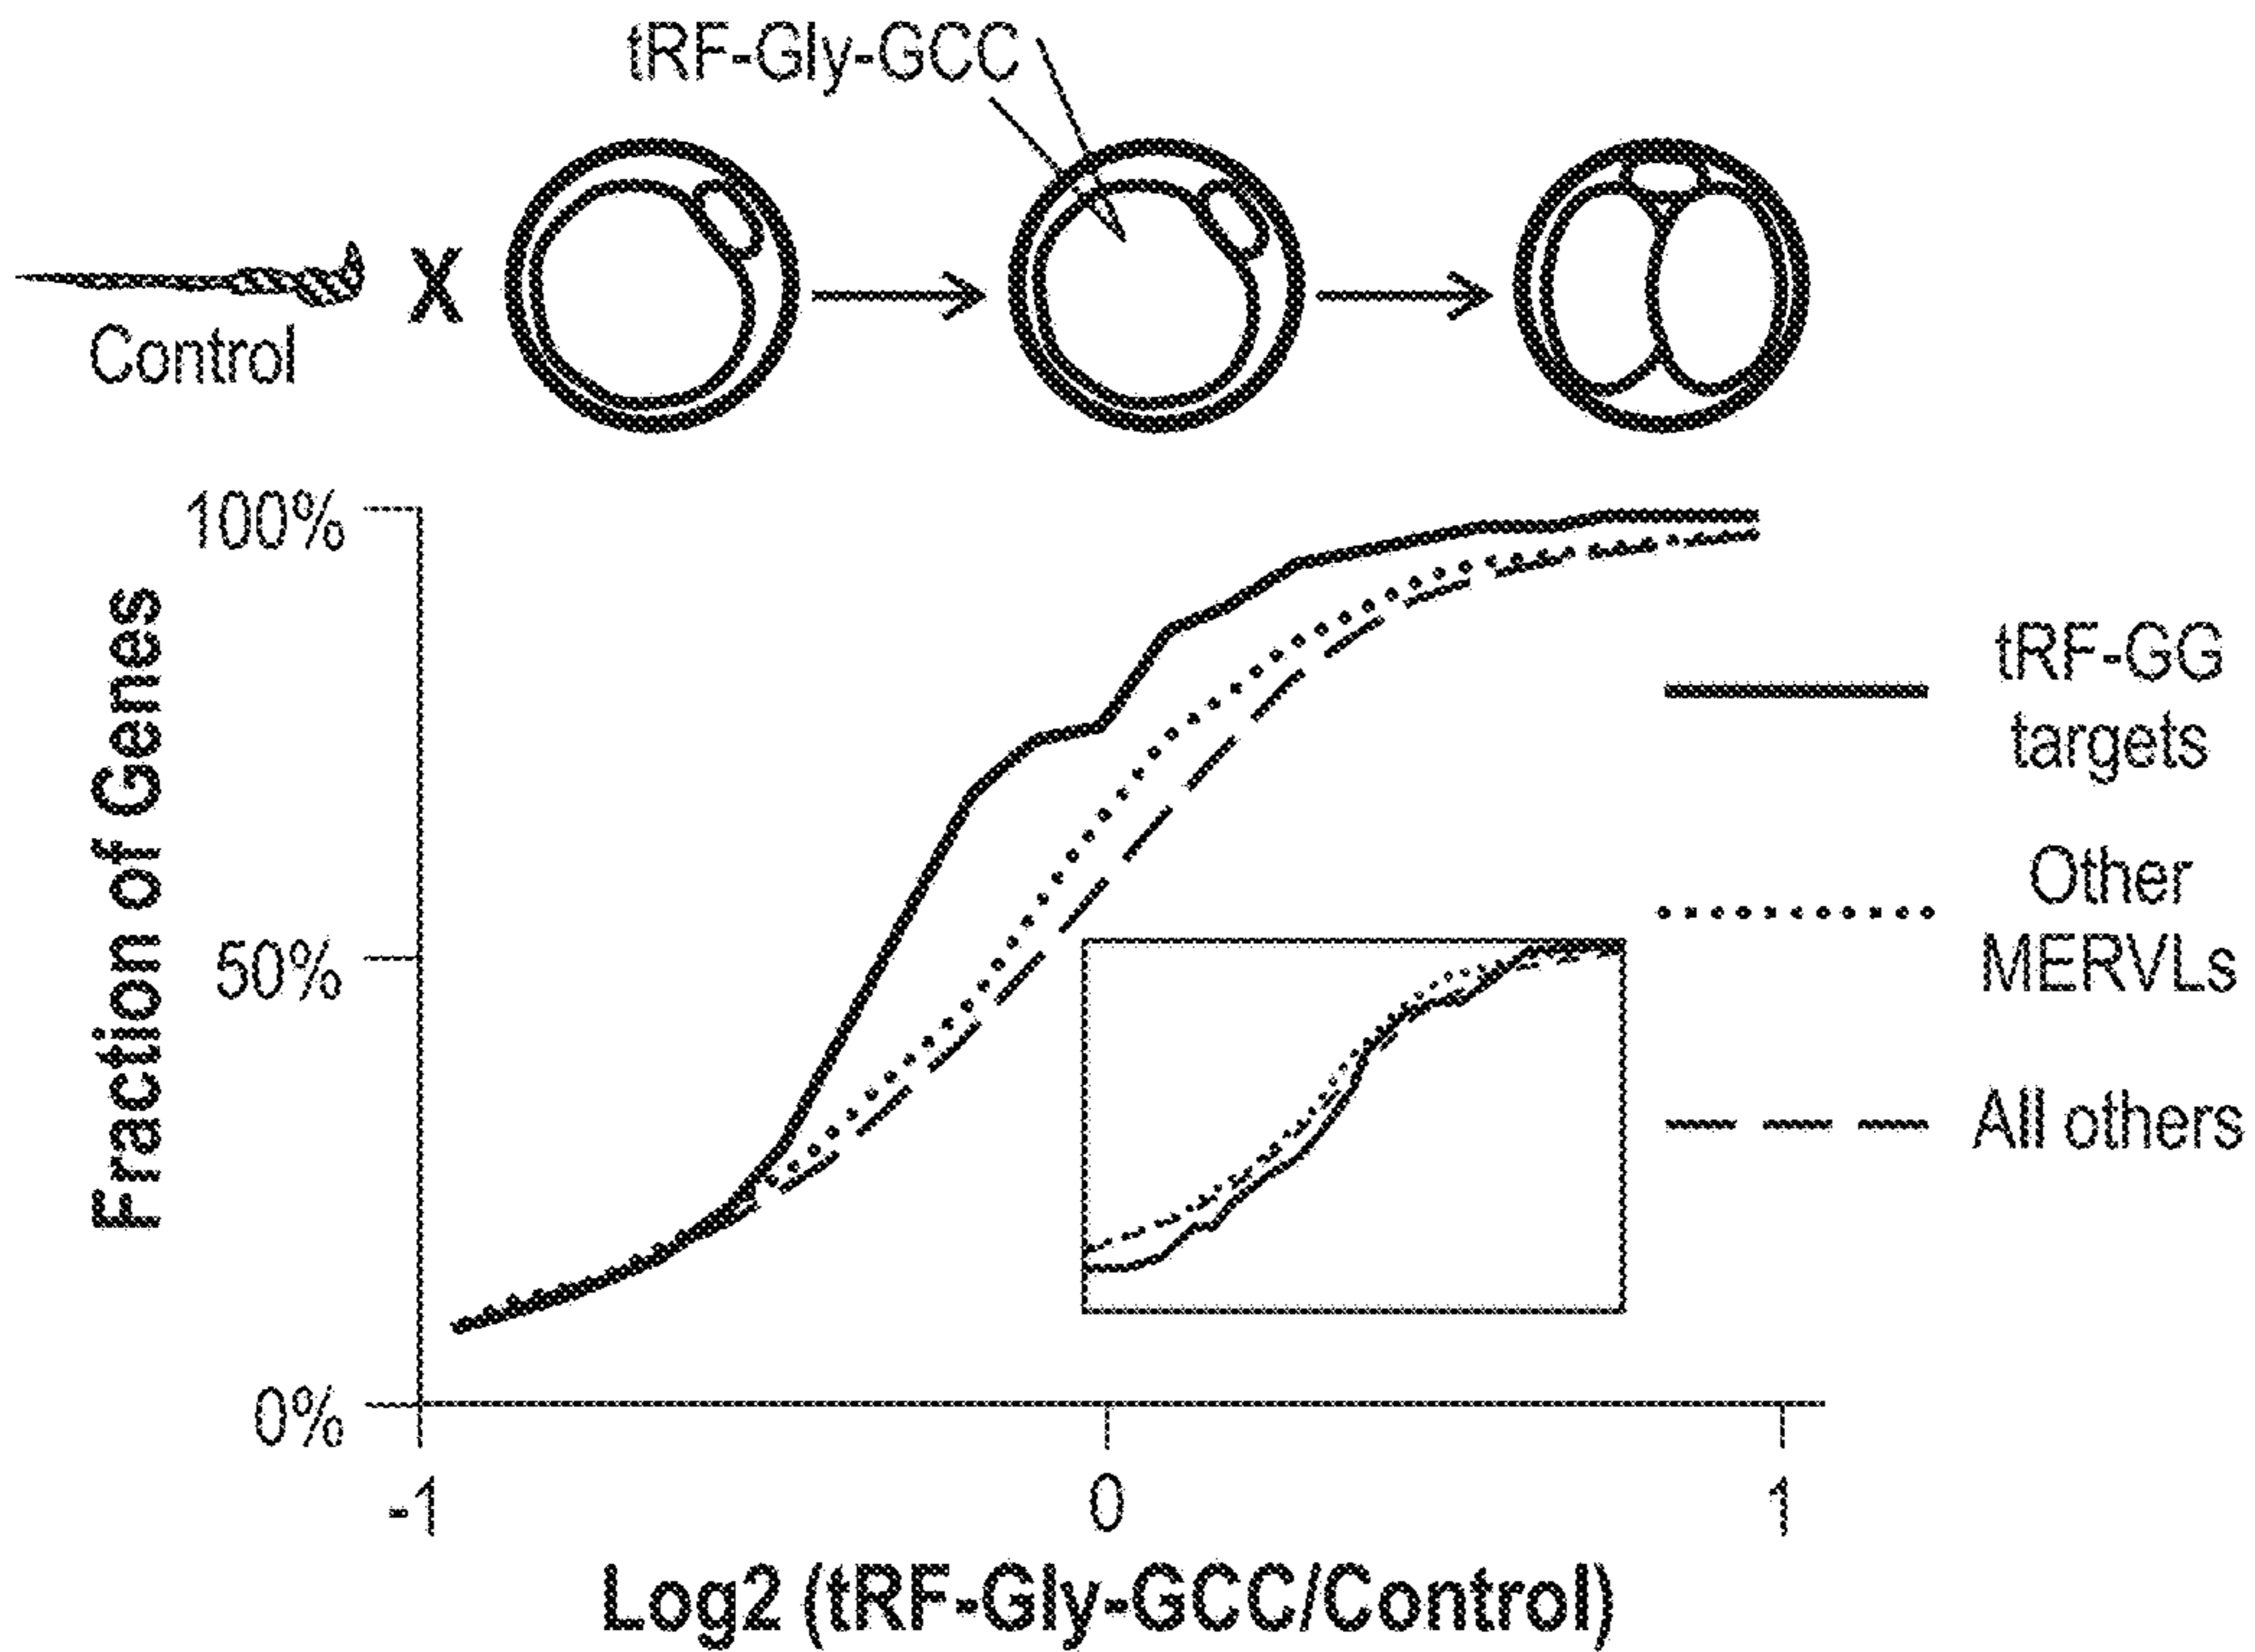 tRF-Gly-GCC
X
Control
100%
50%
0%
Fraction of Genes
-1
0
1
Log2 (tRF-Gly-GCC/Control)
tRF-GG
targets
Other
MERVLs
All others